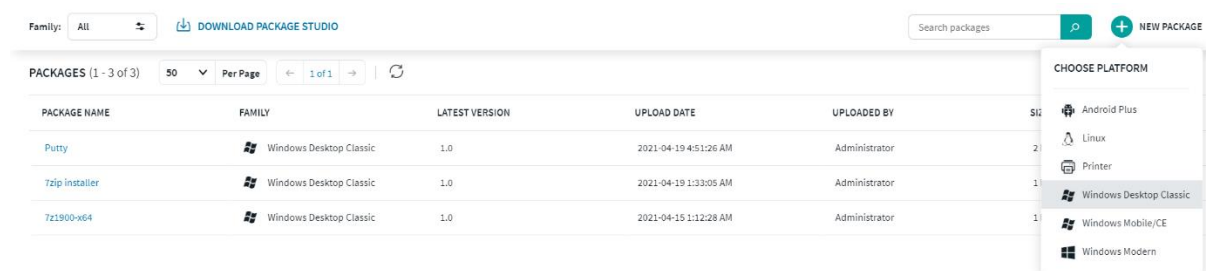 Family: All DOWNLOAD PACKAGE STUDIO Search packages NEW PACKAGE
PACKAGES (1 - 3 of 3) 50 Per Page ← 1 of 1 →
CHOOSE PLATFORM
PACKAGE NAME FAMILY LATEST VERSION UPLOAD DATE UPLOADED BY
Putty Windows Desktop Classic 1.0 2021-04-19 4:51:26 AM Administrator
7zip installer Windows Desktop Classic 1.0 2021-04-19 1:33:05 AM Administrator
7z1900-x64 Windows Desktop Classic 1.0 2021-04-15 1:12:28 AM Administrator
Android Plus
Linux
Printer
Windows Desktop Classic
Windows Mobile/CE
Windows Modern